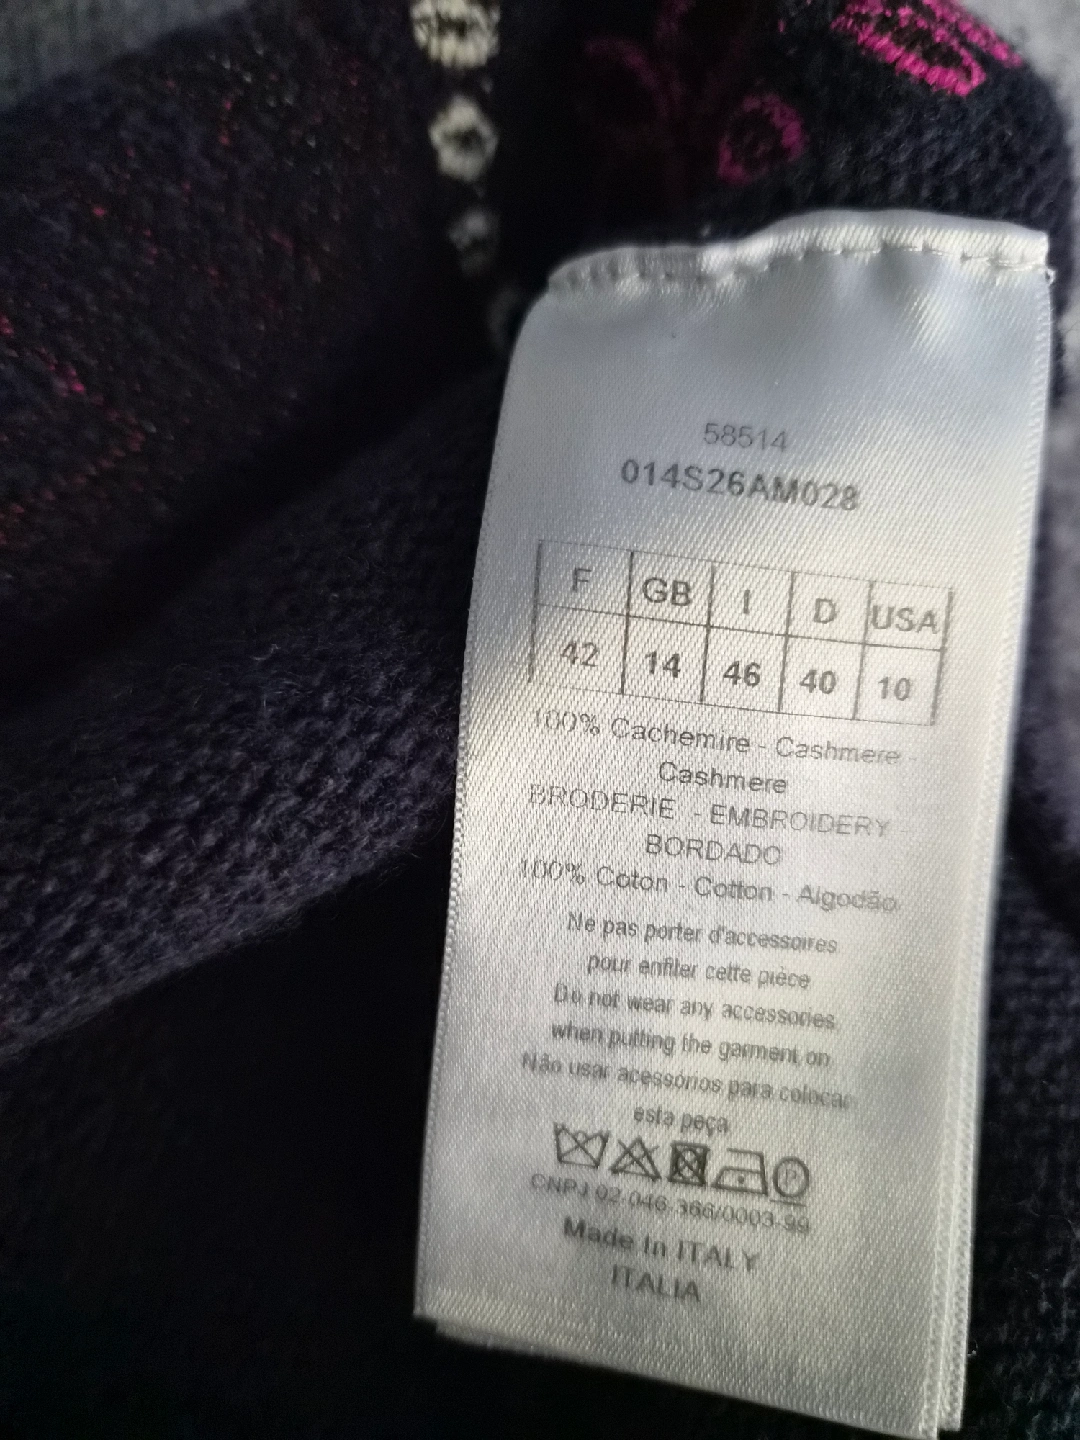 58514
014S26AM028
F GB I D USA
42 14 46 40 10
100% Cachemire - Cashmere -
Cashmere
BRODERIE - EMBROIDERY -
BORDADO
100% Coton - Cotton - Algodão
Ne pas porter d'accessoires
pour enfiler cette pièce
Do not wear any accessories
when putting the garment on
Não usar acessórios para colocar
esta peça
P
CNPJ 02-046-366/0003-99
Made In ITALY
ITALIA